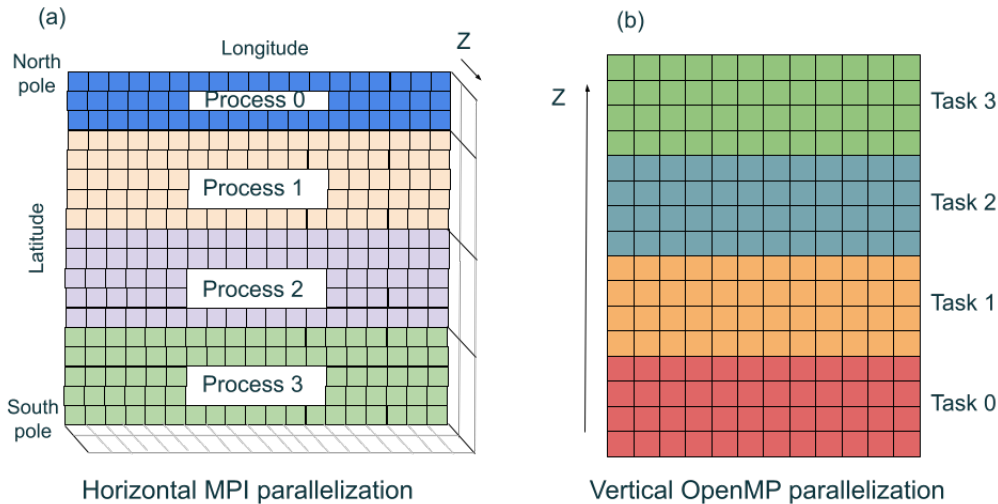 (a)
Longitude
Z
North
pole
Process 0
Process 1
Latitude
Process 2
Process 3
South
pole
Horizontal MPI parallelization
(b)
Z
Task 3
Task 2
Task 1
Task 0
Vertical OpenMP parallelization